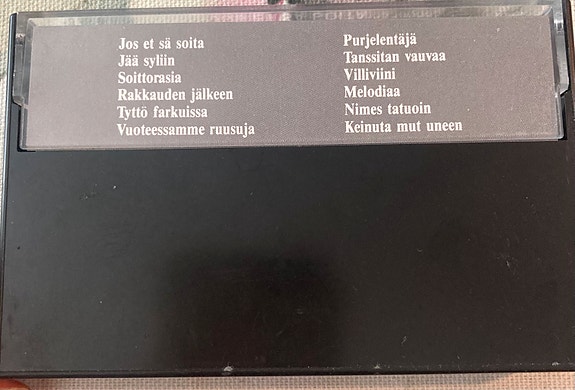 Jos et sä soita
Jää syliin
Soittorasia
Rakkauden jälkeen
Tyttö farkuissa
Vuoteessamme ruusuja
Purjelentäjä
Tanssitan vauvaa
Villiviini
Melodiaa
Nimes tatuoin
Keinuta mut uneen